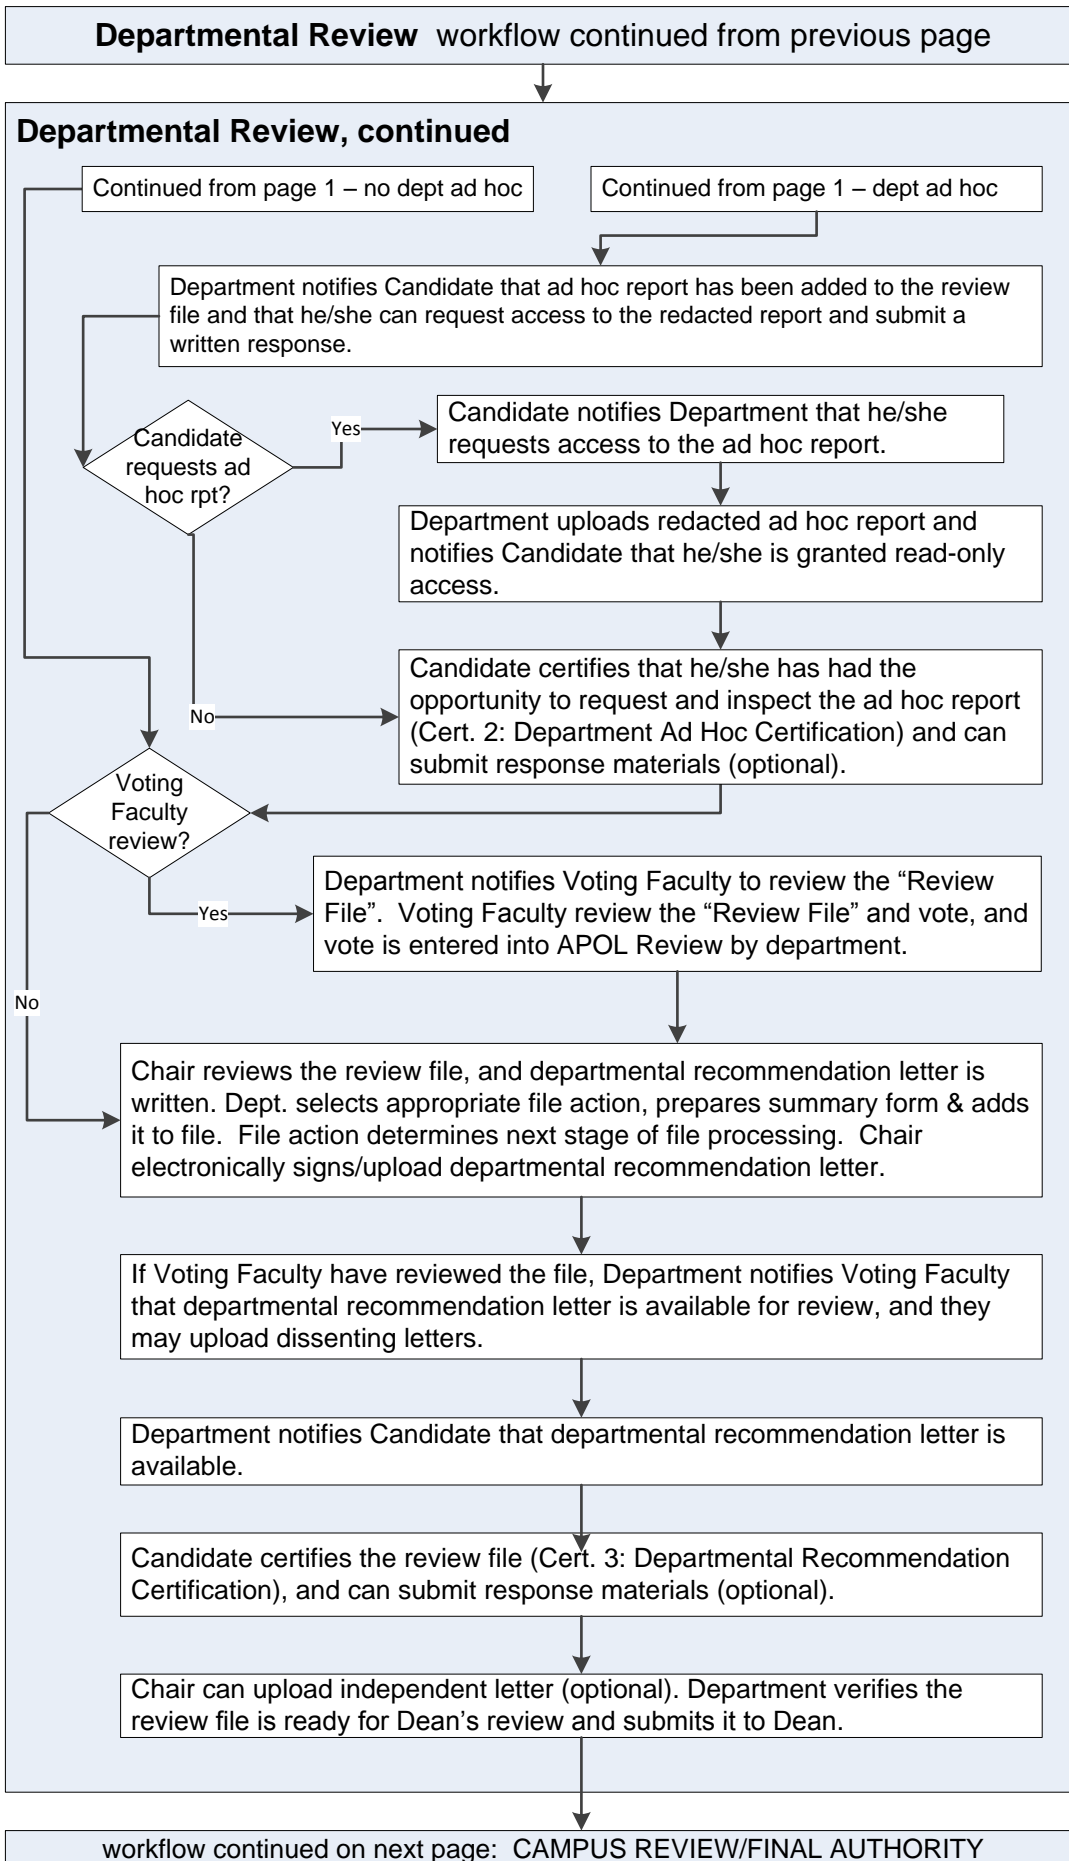 Departmental Review workflow continued from previous page
Departmental Review, continued
Continued from page 1 – no dept ad hoc
Continued from page 1 – dept ad hoc
Department notifies Candidate that ad hoc report has been added to the review
file and that he/she can request access to the redacted report and submit a
written response.
Candidate
requests ad
hoc rpt?
Yes
Candidate notifies Department that he/she
requests access to the ad hoc report.
Department uploads redacted ad hoc report and
notifies Candidate that he/she is granted read-only
access.
No
Candidate certifies that he/she has had the
opportunity to request and inspect the ad hoc report
(Cert. 2: Department Ad Hoc Certification) and can
submit response materials (optional).
Voting
Faculty
review?
Yes
Department notifies Voting Faculty to review the “Review
File”. Voting Faculty review the “Review File” and vote, and
vote is entered into APOL Review by department.
No
Chair reviews the review file, and departmental recommendation letter is
written. Dept. selects appropriate file action, prepares summary form & adds
it to file. File action determines next stage of file processing. Chair
electronically signs/upload departmental recommendation letter.
If Voting Faculty have reviewed the file, Department notifies Voting Faculty
that departmental recommendation letter is available for review, and they
may upload dissenting letters.
Department notifies Candidate that departmental recommendation letter is
available.
Candidate certifies the review file (Cert. 3: Departmental Recommendation
Certification), and can submit response materials (optional).
Chair can upload independent letter (optional). Department verifies the
review file is ready for Dean’s review and submits it to Dean.
workflow continued on next page: CAMPUS REVIEW/FINAL AUTHORITY